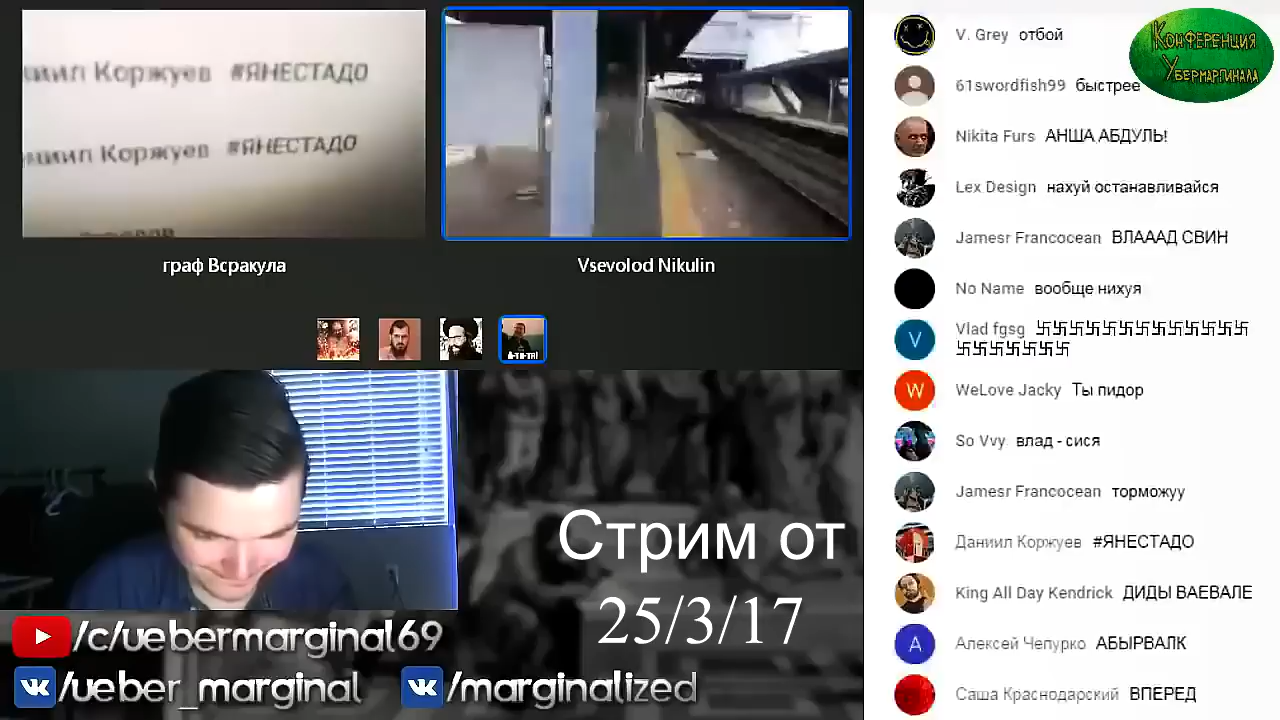 Коржуев #ЯНЕСТАДО
Коржуев #ЯНЕСТАДО
граф Всракула
Vsevolod Nikulin
Стрим от
25/3/17
/c/uebermarginal69
/ueber_marginal
/marginalized
Конференция
Убермаргинала
V. Grey отбой
61swordfish99 быстрее
Nikita Furs АНША АБДУЛЬ!
Lex Design нахуй останавливайся
Jamesr Francocean ВЛАААД СВИН
No Name вообще нихуя
V
Vlad fgsg 卐卐卐卐卐卐卐卐卐卐卐卐卐
卐卐卐卐卐卐卐
W
WeLove Jacky Ты пидор
So Vvy влад - сися
Jamesr Francocean торможуу
Даниил Коржуев #ЯНЕСТАДО
King All Day Kendrick ДИДЫ ВАЕВАЛЕ
А
Алексей Чепурко АБЫРВАЛК
Саша Краснодарский ВПЕРЕД